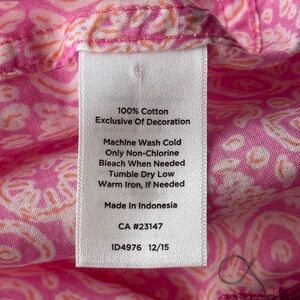 100% Cotton
Exclusive Of Decoration
Machine Wash Cold
Only Non-Chlorine
Bleach When Needed
Tumble Dry Low
Warm Iron, If Needed
Made In Indonesia
CA #23147
ID4976 12/15